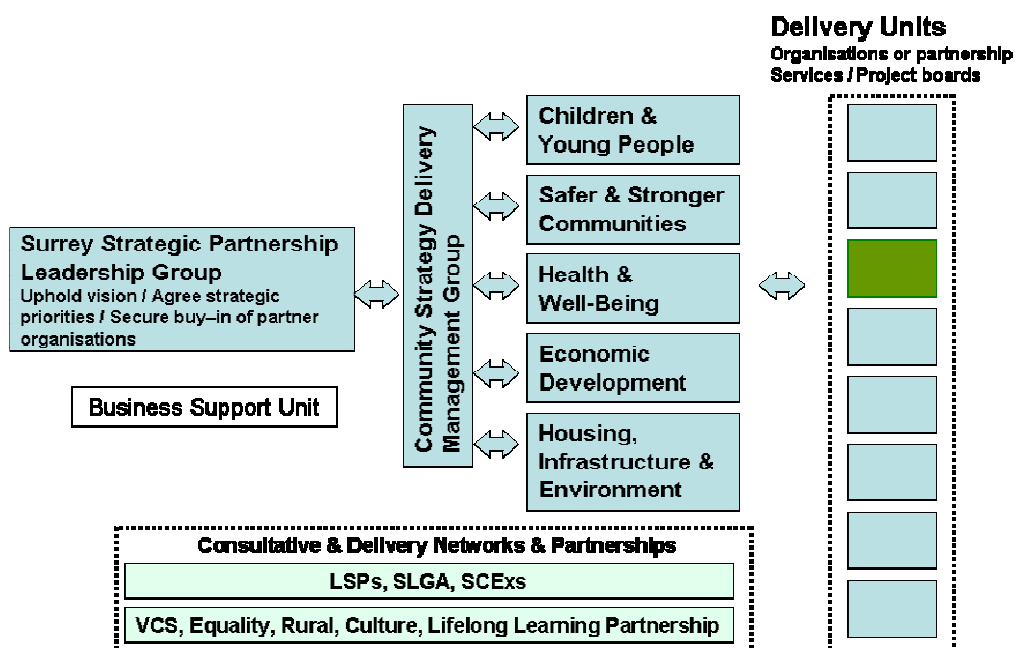 Delivery Units
Organisations or partnership
Services / Project boards
Surrey Strategic Partnership
Leadership Group
Uphold vision / Agree strategic
priorities / Secure buy–in of partner
organisations
Business Support Unit
Community Strategy Delivery
Management Group
Children &
Young People
Safer & Stronger
Communities
Health &
Well-Being
Economic
Development
Housing,
Infrastructure &
Environment
Consultative & Delivery Networks & Partnerships
LSPs, SLGA, SCExs
VCS, Equality, Rural, Culture, Lifelong Learning Partnership